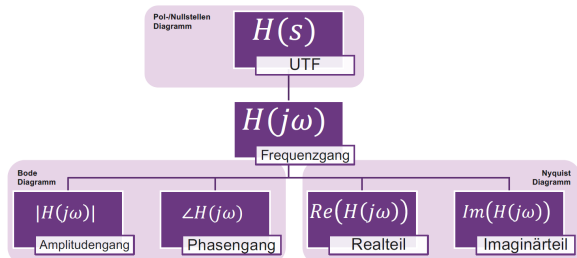 Pol-/Nullstellen
Diagramm
H(s)
UTF
H(jω)
Frequenzgang
Bode
Diagramm
Nyquist
Diagramm
|H(jω)|
Amplitudengang
∠H(jω)
Phasengang
Re(H(jω))
Realteil
Im(H(jω))
Imaginärteil